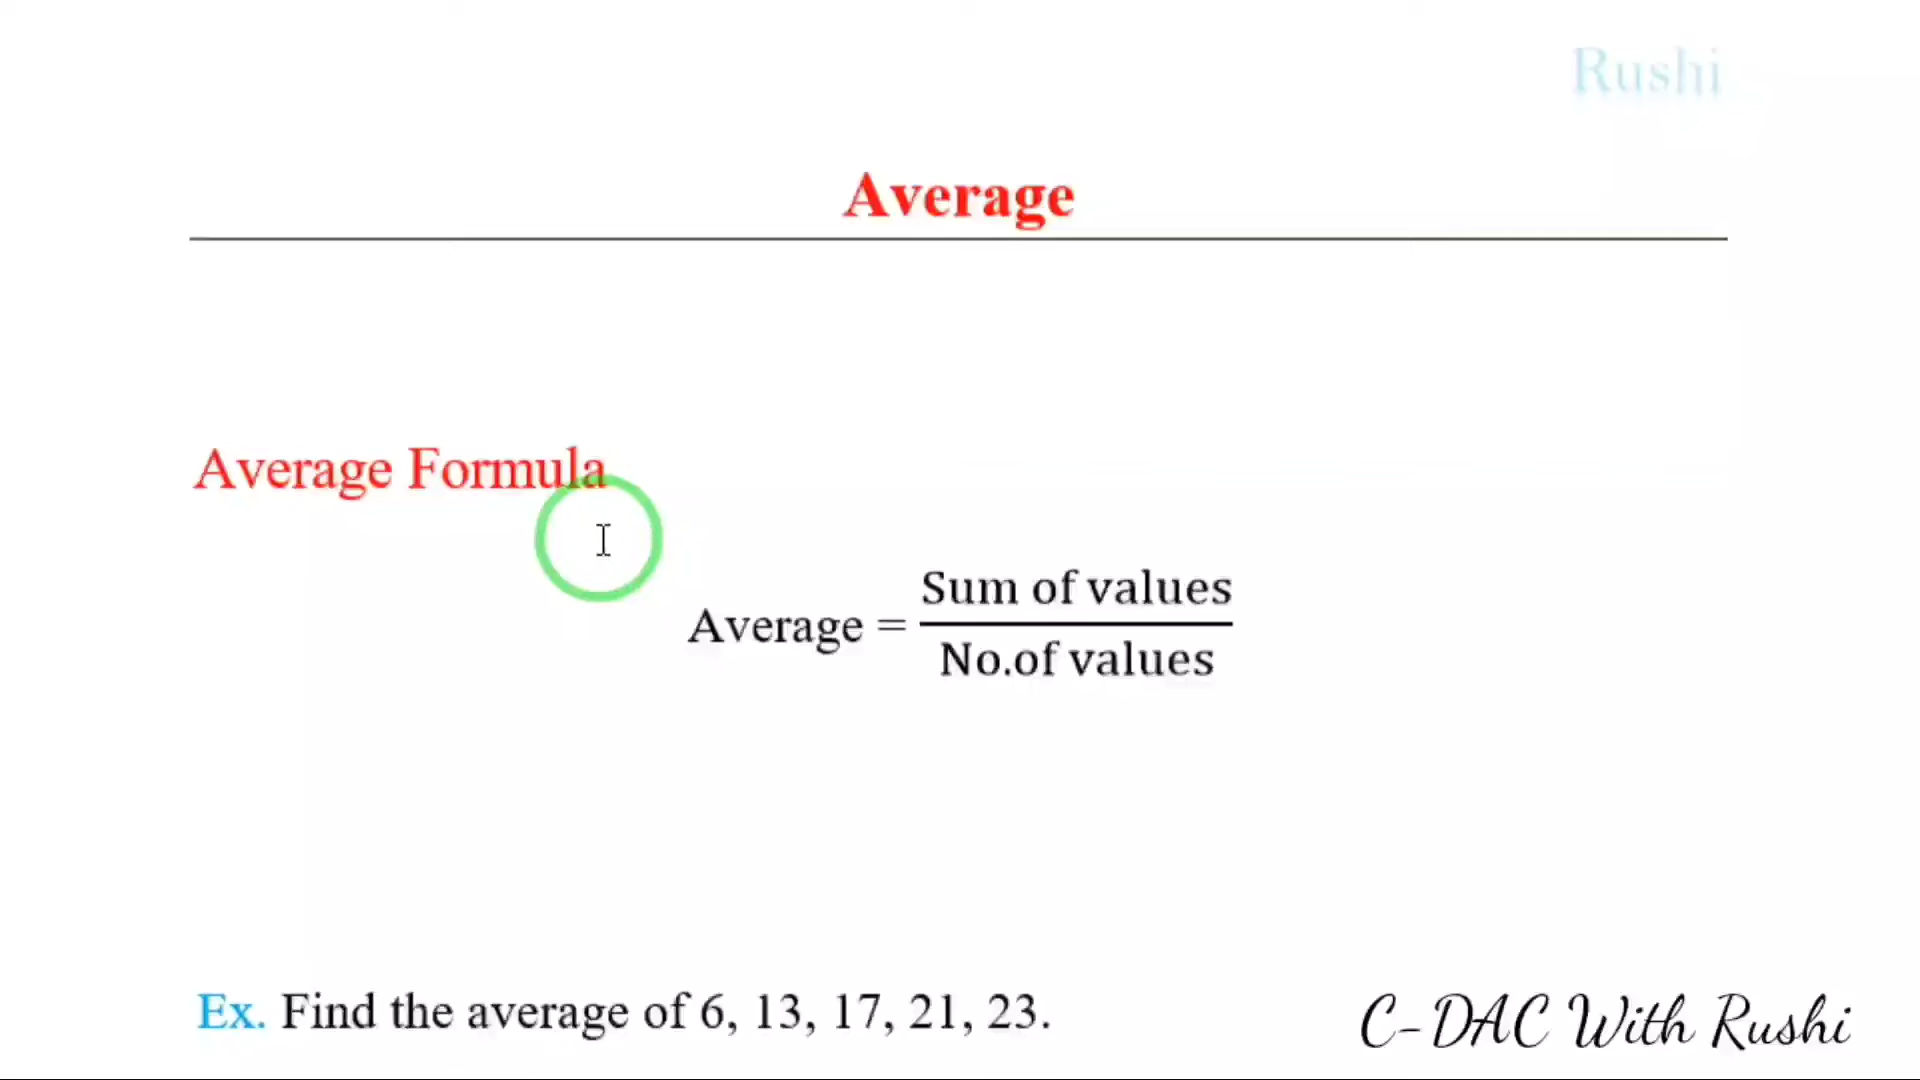 Rushi
Average
Average Formula
Average = Sum of values
No.of values
Ex. Find the average of 6, 13, 17, 21, 23.
C-DAC With Rushi